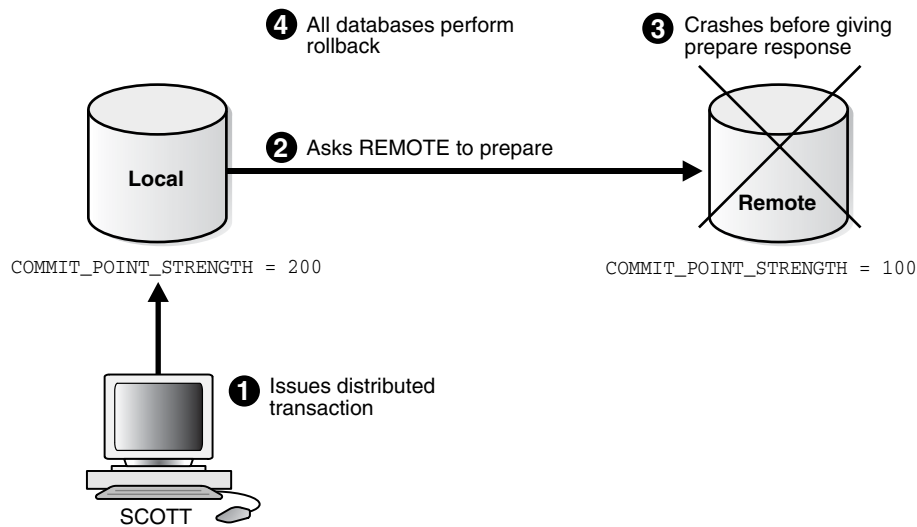 4 All databases perform
rollback
3 Crashes before giving
prepare response
2 Asks REMOTE to prepare
Local
Remote
COMMIT_POINT_STRENGTH = 200
COMMIT_POINT_STRENGTH = 100
1 Issues distributed
transaction
SCOTT